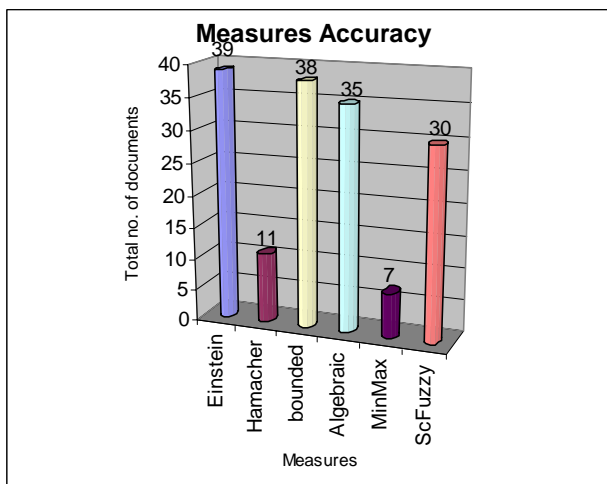 Measures Accuracy
Total no. of documents
40
35
30
25
20
15
10
5
0
39
11
38
35
7
30
Einstein
Hamacher
bounded
Algebraic
MinMax
ScFuzzy
Measures